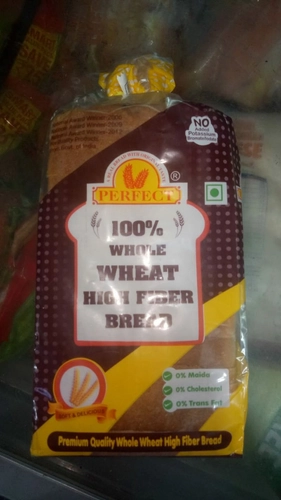 NO
Added
Potassium
PERFECT
®
100%
WHOLE
WHEAT
HIGH FIBER
BREAD
0% Maida
0% Cholesterol
0% Trans Fat
SOFT & DELICIOUS
Premium Quality Whole Wheat High Fiber Bread